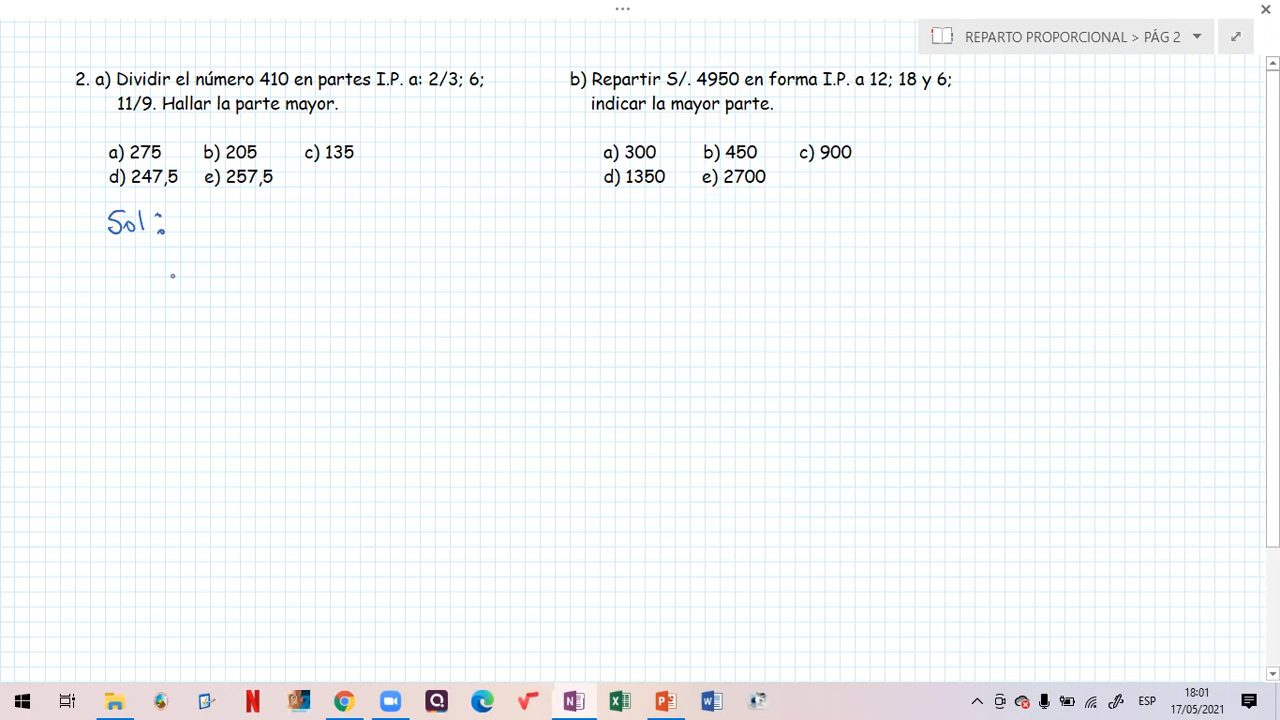 REPARTO PROPORCIONAL > PÁG 2
2. a) Dividir el número 410 en partes I.P. a: 2/3; 6;
11/9. Hallar la parte mayor.
a) 275 b) 205 c) 135
d) 247,5 e) 257,5
Sol :
b) Repartir S/. 4950 en forma I.P. a 12; 18 y 6;
indicar la mayor parte.
a) 300 b) 450 c) 900
d) 1350 e) 2700
ESP
8:01
17/05/2021